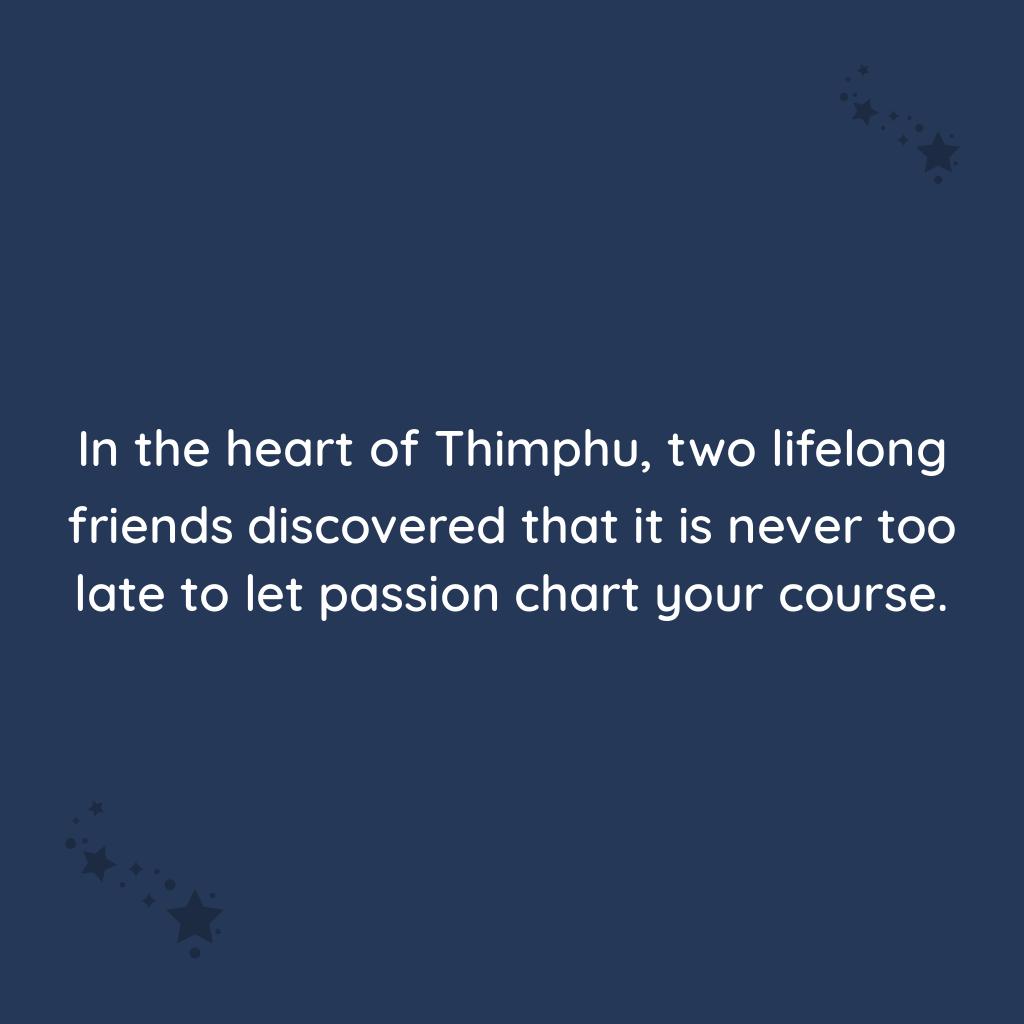 In the heart of Thimphu, two lifelong
friends discovered that it is never too
late to let passion chart your course.